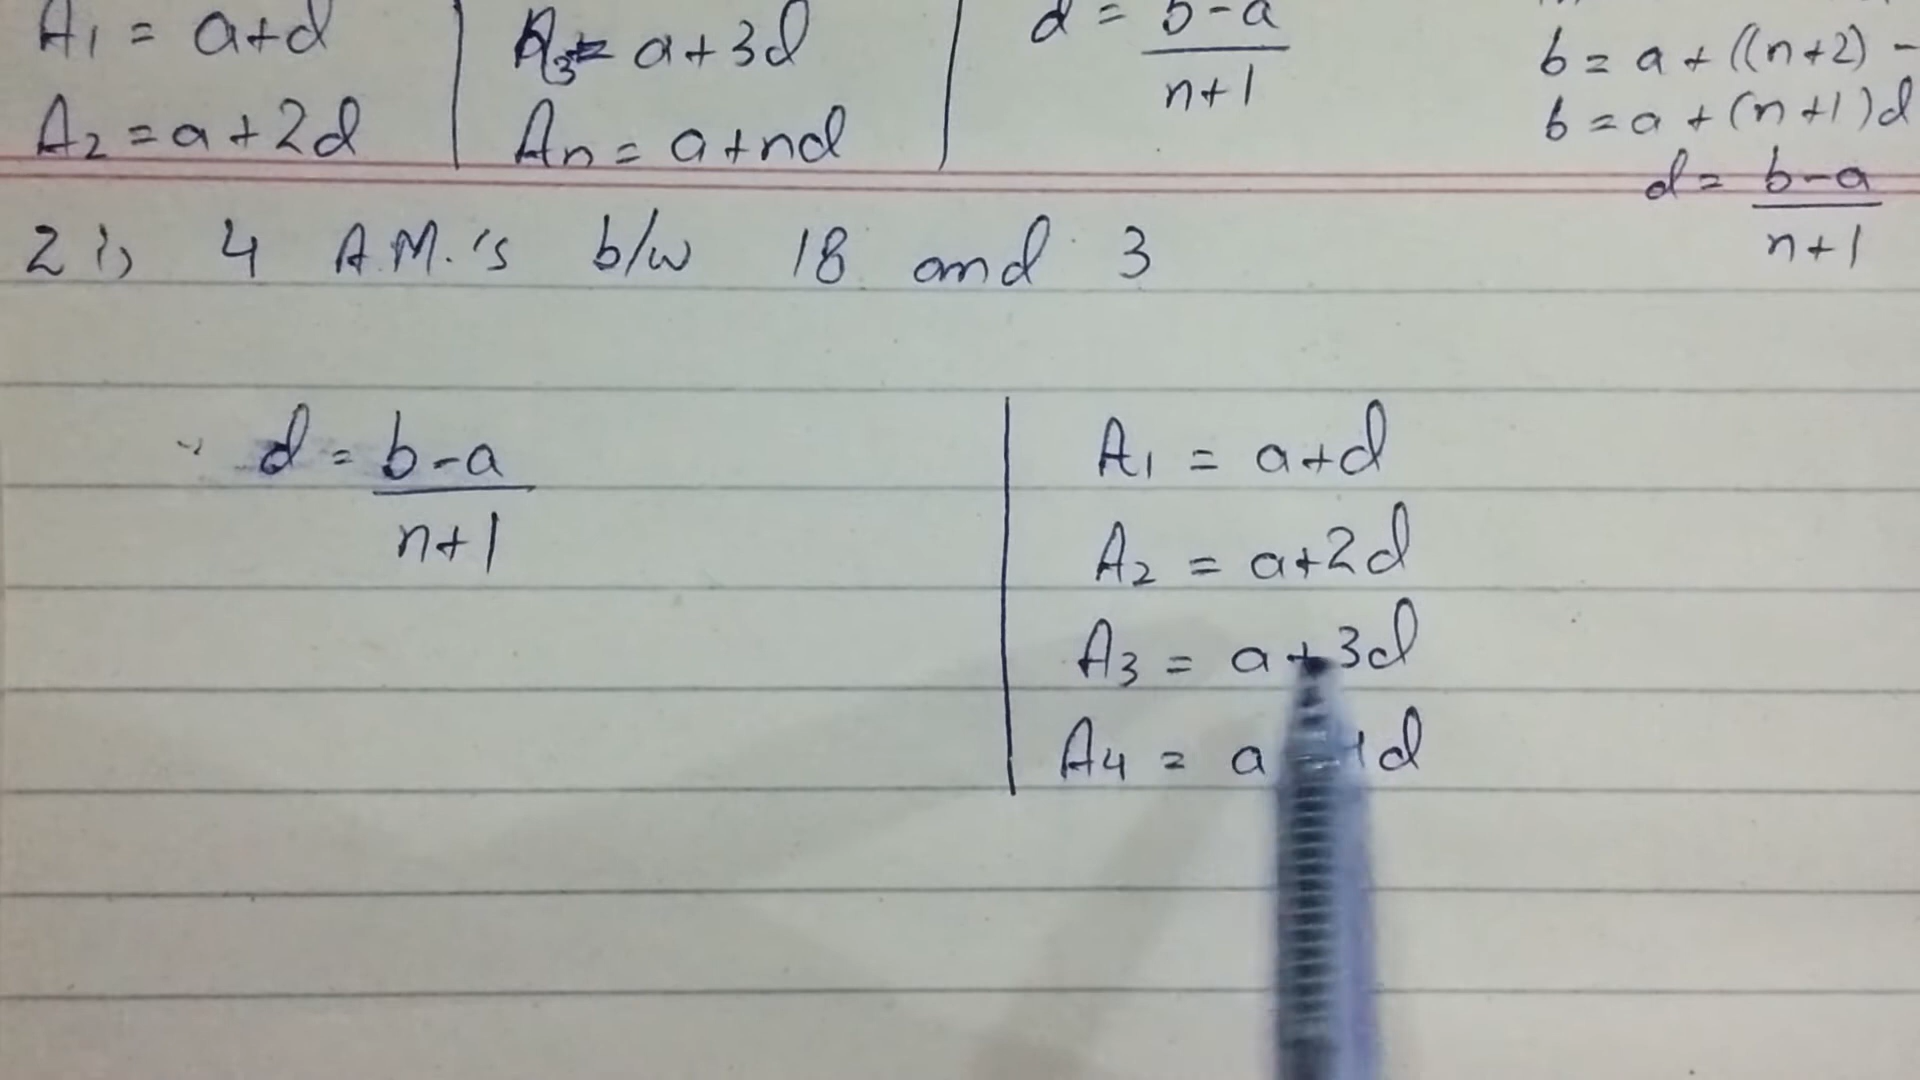 A1 = a+d
A2 = a+2d
A3 = a+3d
An = a+nd
d = b-a
n+1
b = a + ((n+2) -
b = a + (n+1)d
d = b-a
n+1
4 A.M.'s b/w 18 and 3
d = b-a
n+1
A1 = a+d
A2 = a+2d
A3 = a+3d
A4 = a d